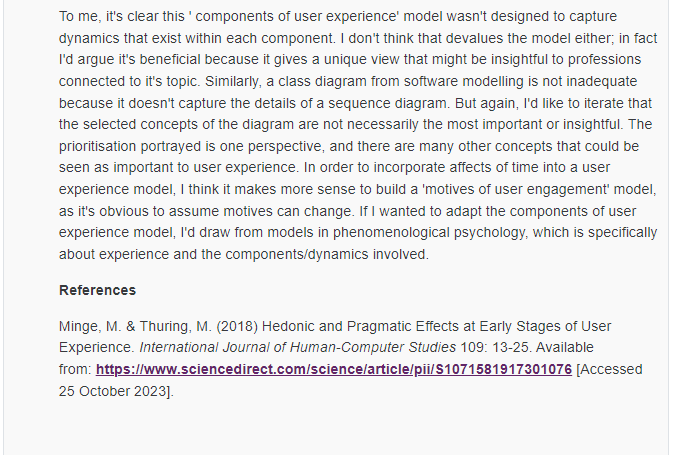 To me, it's clear this ' components of user experience' model wasn't designed to capture
dynamics that exist within each component. I don't think that devalues the model either; in fact
I'd argue it's beneficial because it gives a unique view that might be insightful to professions
connected to it's topic. Similarly, a class diagram from software modelling is not inadequate
because it doesn't capture the details of a sequence diagram. But again, I'd like to iterate that
the selected concepts of the diagram are not necessarily the most important or insightful. The
prioritisation portrayed is one perspective, and there are many other concepts that could be
seen as important to user experience. In order to incorporate affects of time into a user
experience model, I think it makes more sense to build a 'motives of user engagement' model,
as it's obvious to assume motives can change. If I wanted to adapt the components of user
experience model, I'd draw from models in phenomenological psychology, which is specifically
about experience and the components/dynamics involved.
References
Minge, M. & Thuring, M. (2018) Hedonic and Pragmatic Effects at Early Stages of User
Experience. International Journal of Human-Computer Studies 109: 13-25. Available
from: https://www.sciencedirect.com/science/article/pii/S1071581917301076 [Accessed
25 October 2023].